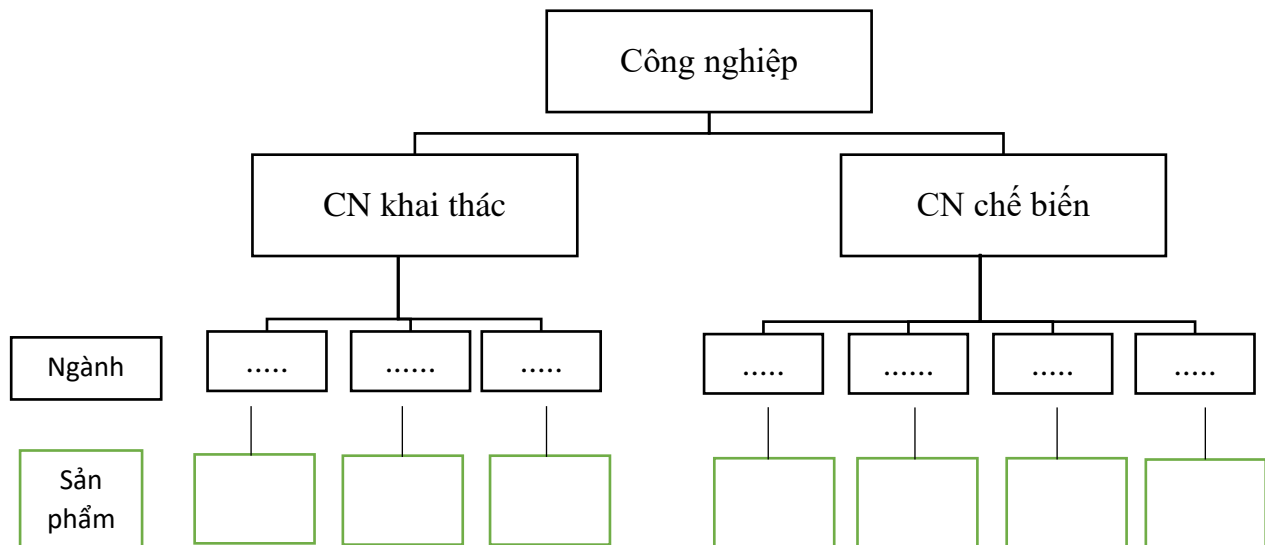 Công nghiệp
CN khai thác
CN chế biến
Ngành
.....
......
.....
.....
......
.....
.....
Sản
phẩm